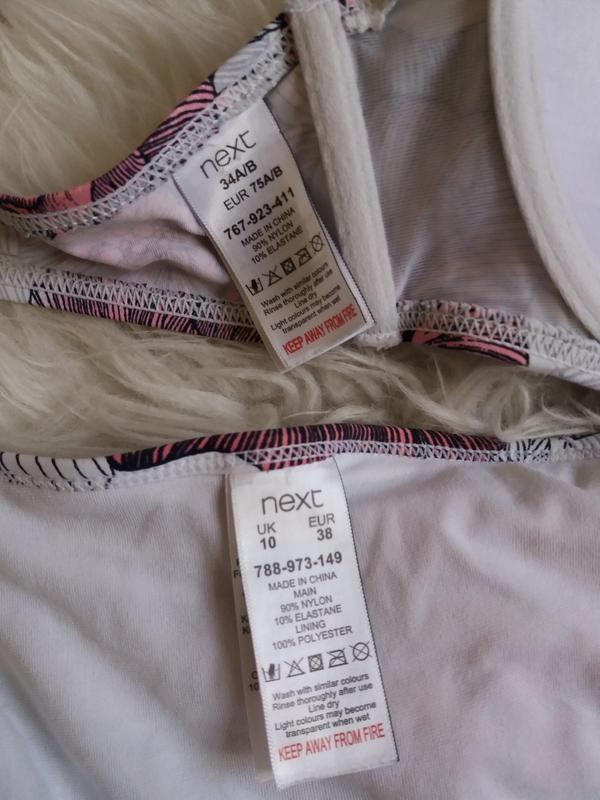 next
34A/B
EUR 75A/B
767-923-411
MADE IN CHINA
90% NYLON
10% ELASTANE
Wash with similar colours
Rinse thoroughly after use
Line dry
Light colours may become
transparent when wet
KEEP AWAY FROM FIRE
next
UK EUR
10 38
788-973-149
MADE IN CHINA
MAIN
90% NYLON
10% ELASTANE
LINING
100% POLYESTER
Wash with similar colours
Rinse thoroughly after use
Line dry
Light colours may become
transparent when wet
KEEP AWAY FROM FIRE